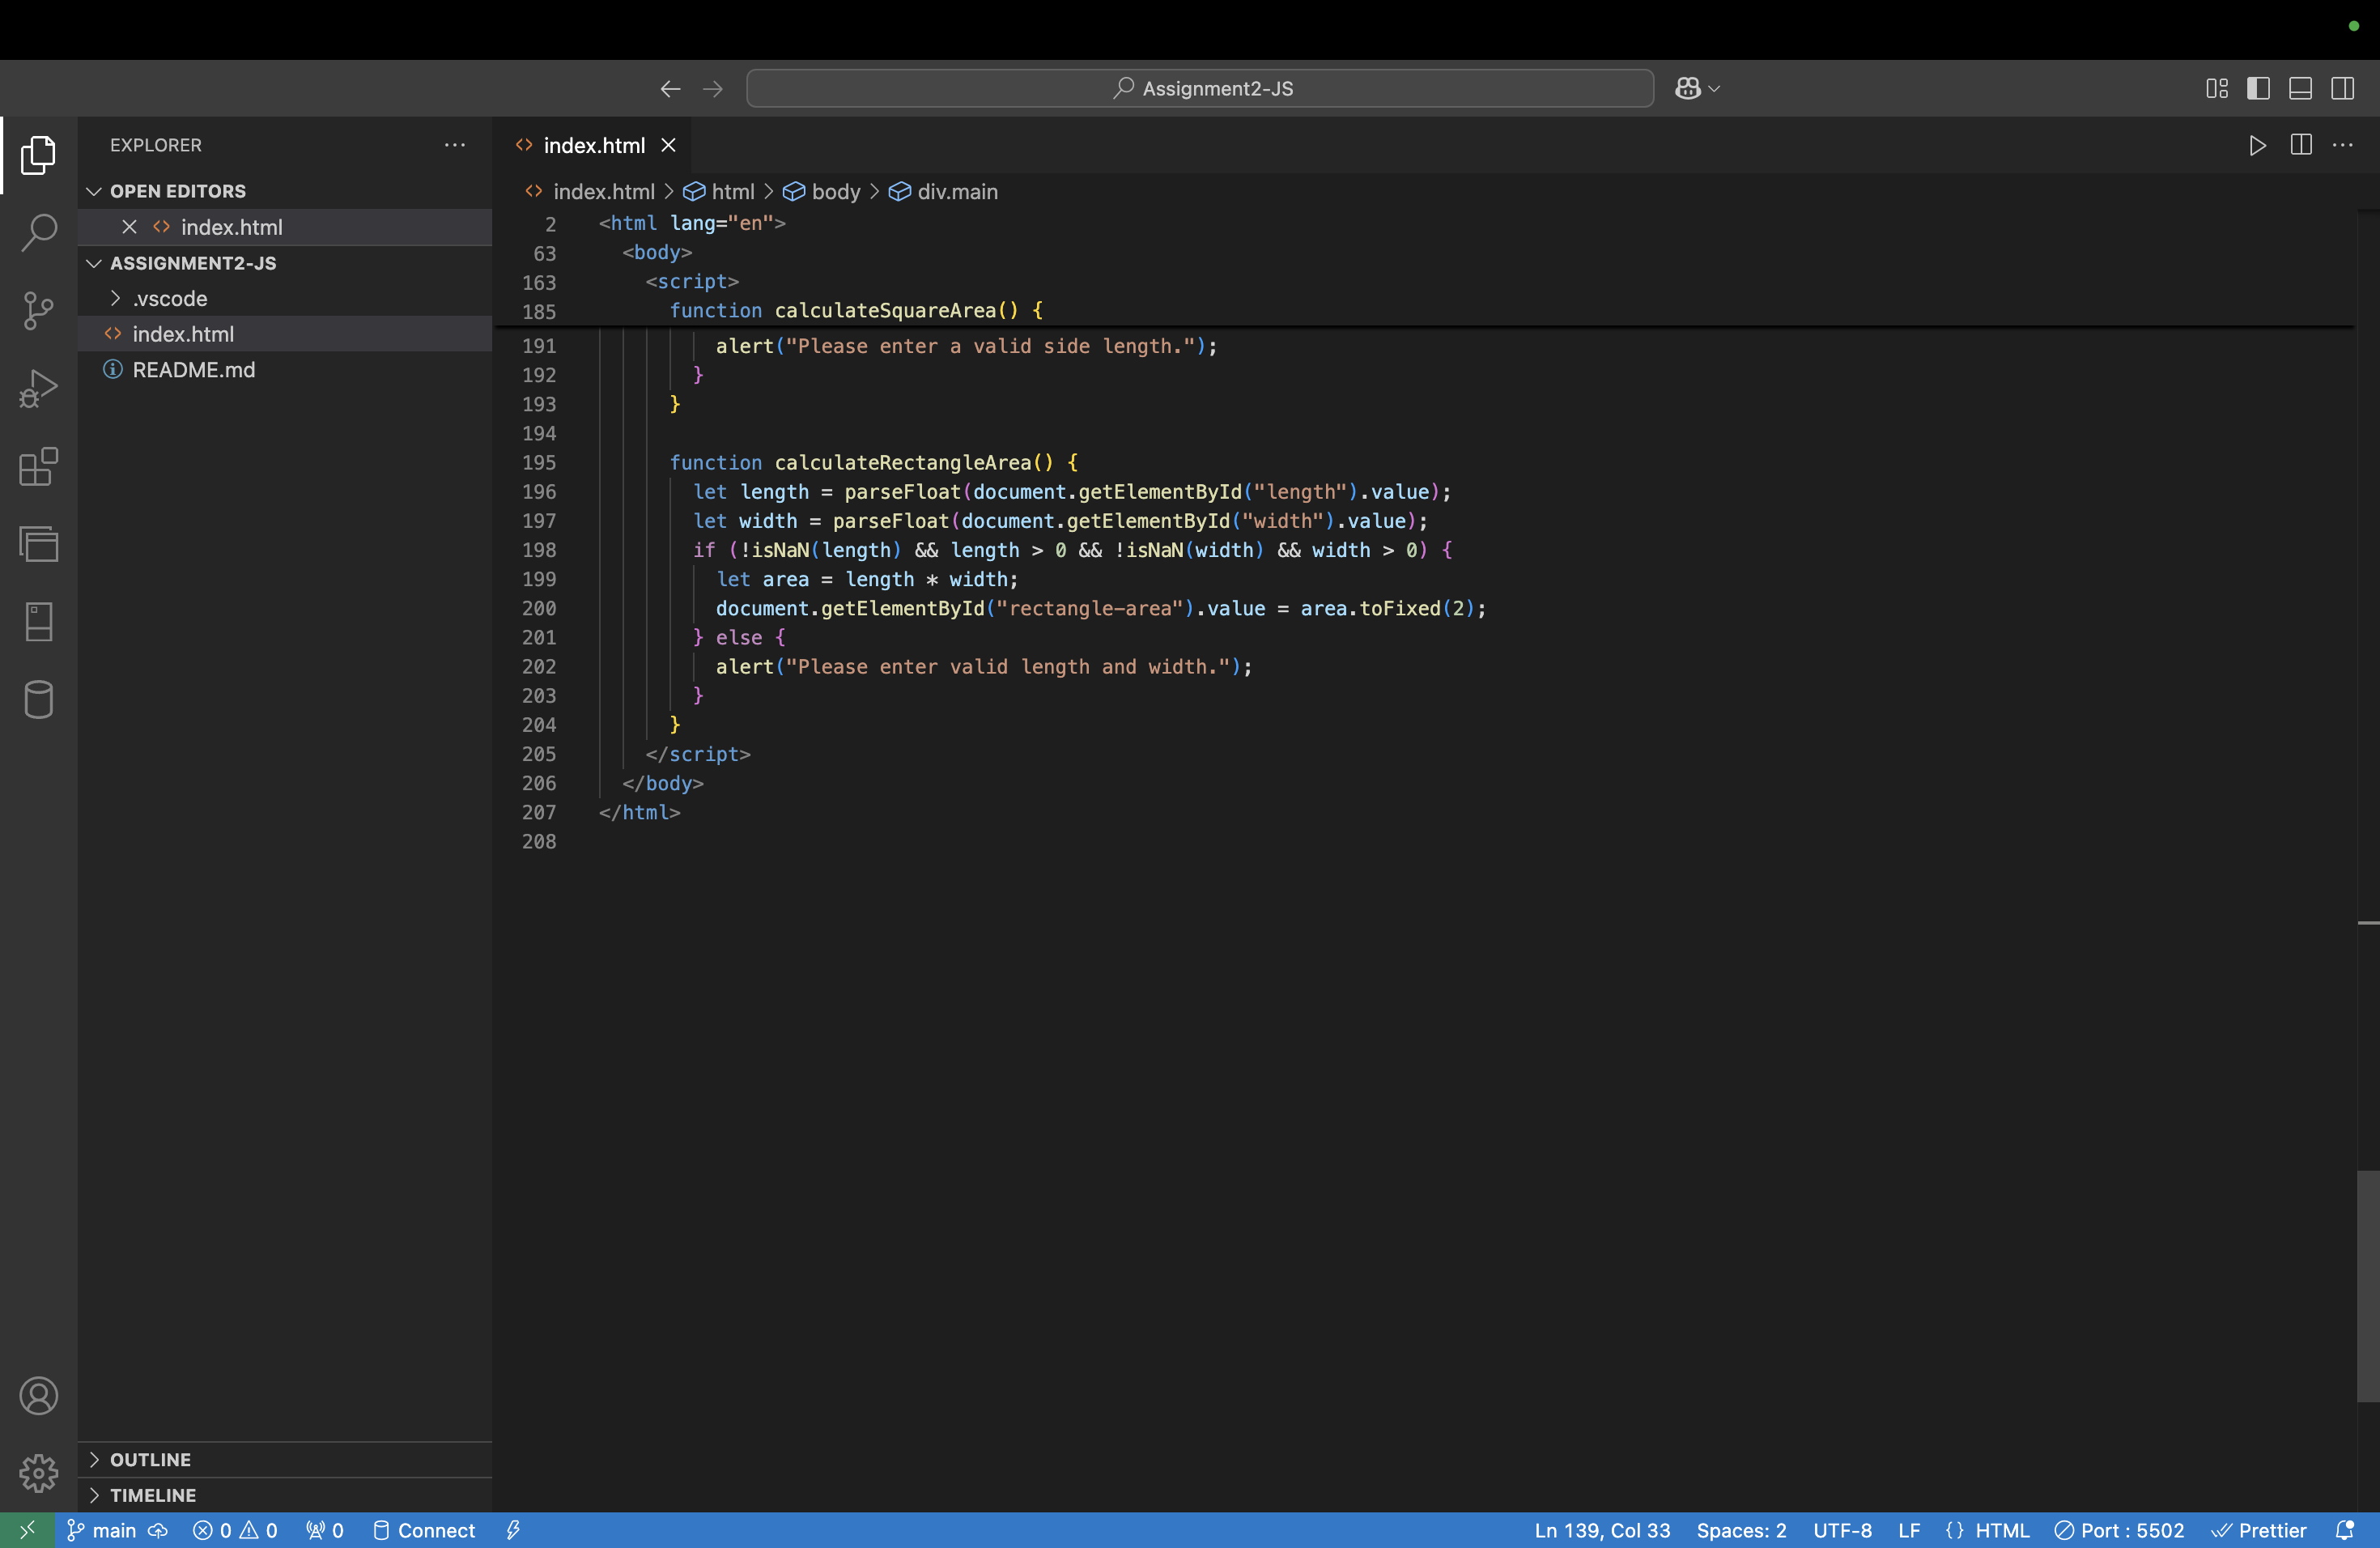 Assignment2-JS
EXPLORER
OPEN EDITORS
index.html
ASSIGNMENT2-JS
.vscode
index.html
README.md
OUTLINE
TIMELINE
index.html
index.html > html > body > div.main
2 <html lang="en">
63 <body>
163 <script>
185 function calculateSquareArea() {
191 alert("Please enter a valid side length.");
192 }
193 }
194
195 function calculateRectangleArea() {
196 let length = parseFloat(document.getElementById("length").value);
197 let width = parseFloat(document.getElementById("width").value);
198 if (!isNaN(length) && length > 0 && !isNaN(width) && width > 0) {
199 let area = length * width;
200 document.getElementById("rectangle-area").value = area.toFixed(2);
201 } else {
202 alert("Please enter valid length and width.");
203 }
204 }
205 </script>
206 </body>
207 </html>
208
main 0 0 0 Connect Ln 139, Col 33 Spaces: 2 UTF-8 LF {} HTML Port : 5502 Prettier